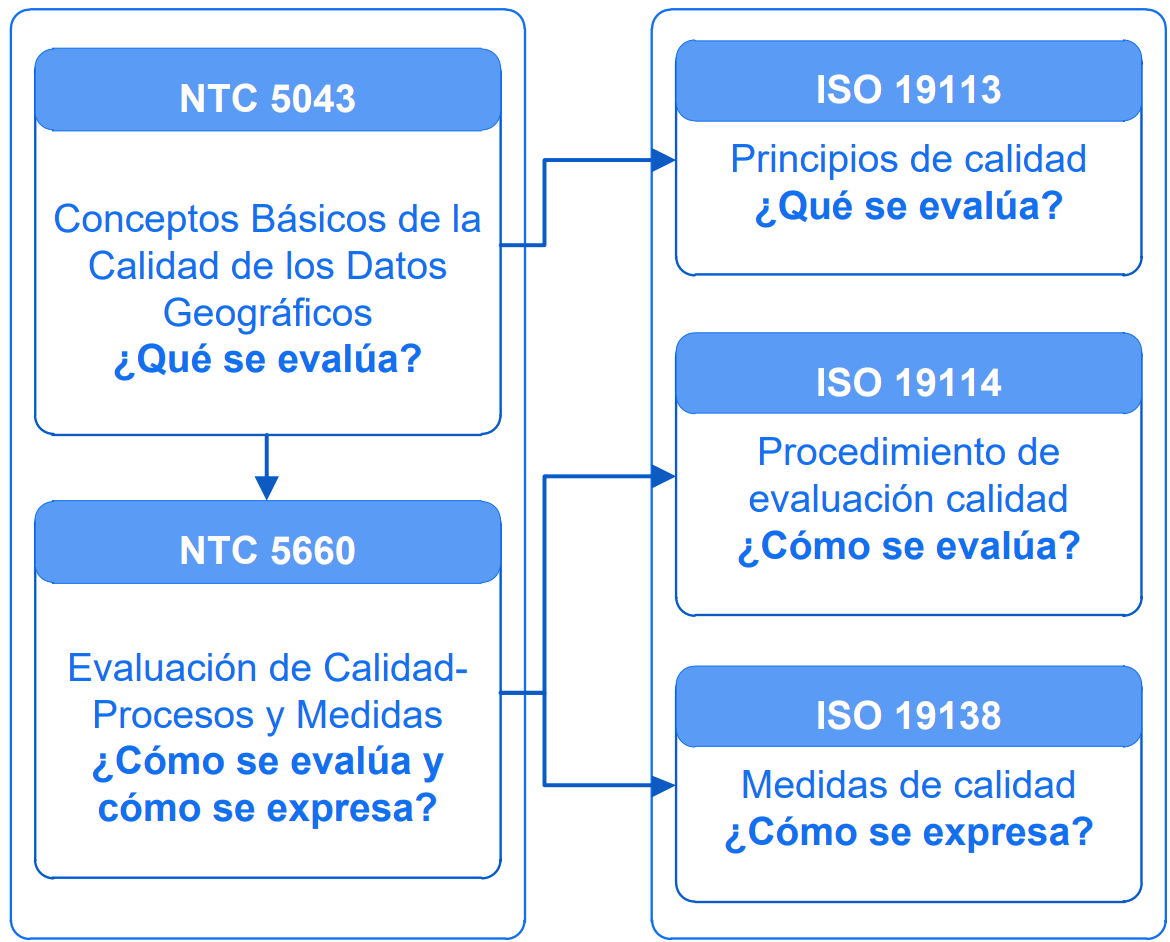 NTC 5043
Conceptos Básicos de la
Calidad de los Datos
Geográficos
¿Qué se evalúa?
NTC 5660
Evaluación de Calidad-
Procesos y Medidas
¿Cómo se evalúa y
cómo se expresa?
ISO 19113
Principios de calidad
¿Qué se evalúa?
ISO 19114
Procedimiento de
evaluación calidad
¿Cómo se evalúa?
ISO 19138
Medidas de calidad
¿Cómo se expresa?